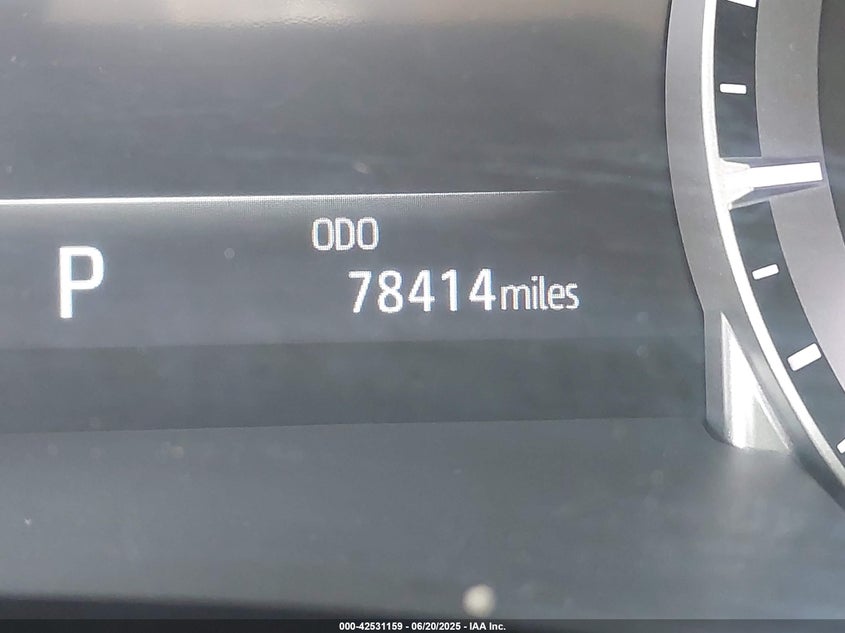 ODO
P
78414miles
000-42531159 - 06/20/2025 - IAA Inc.